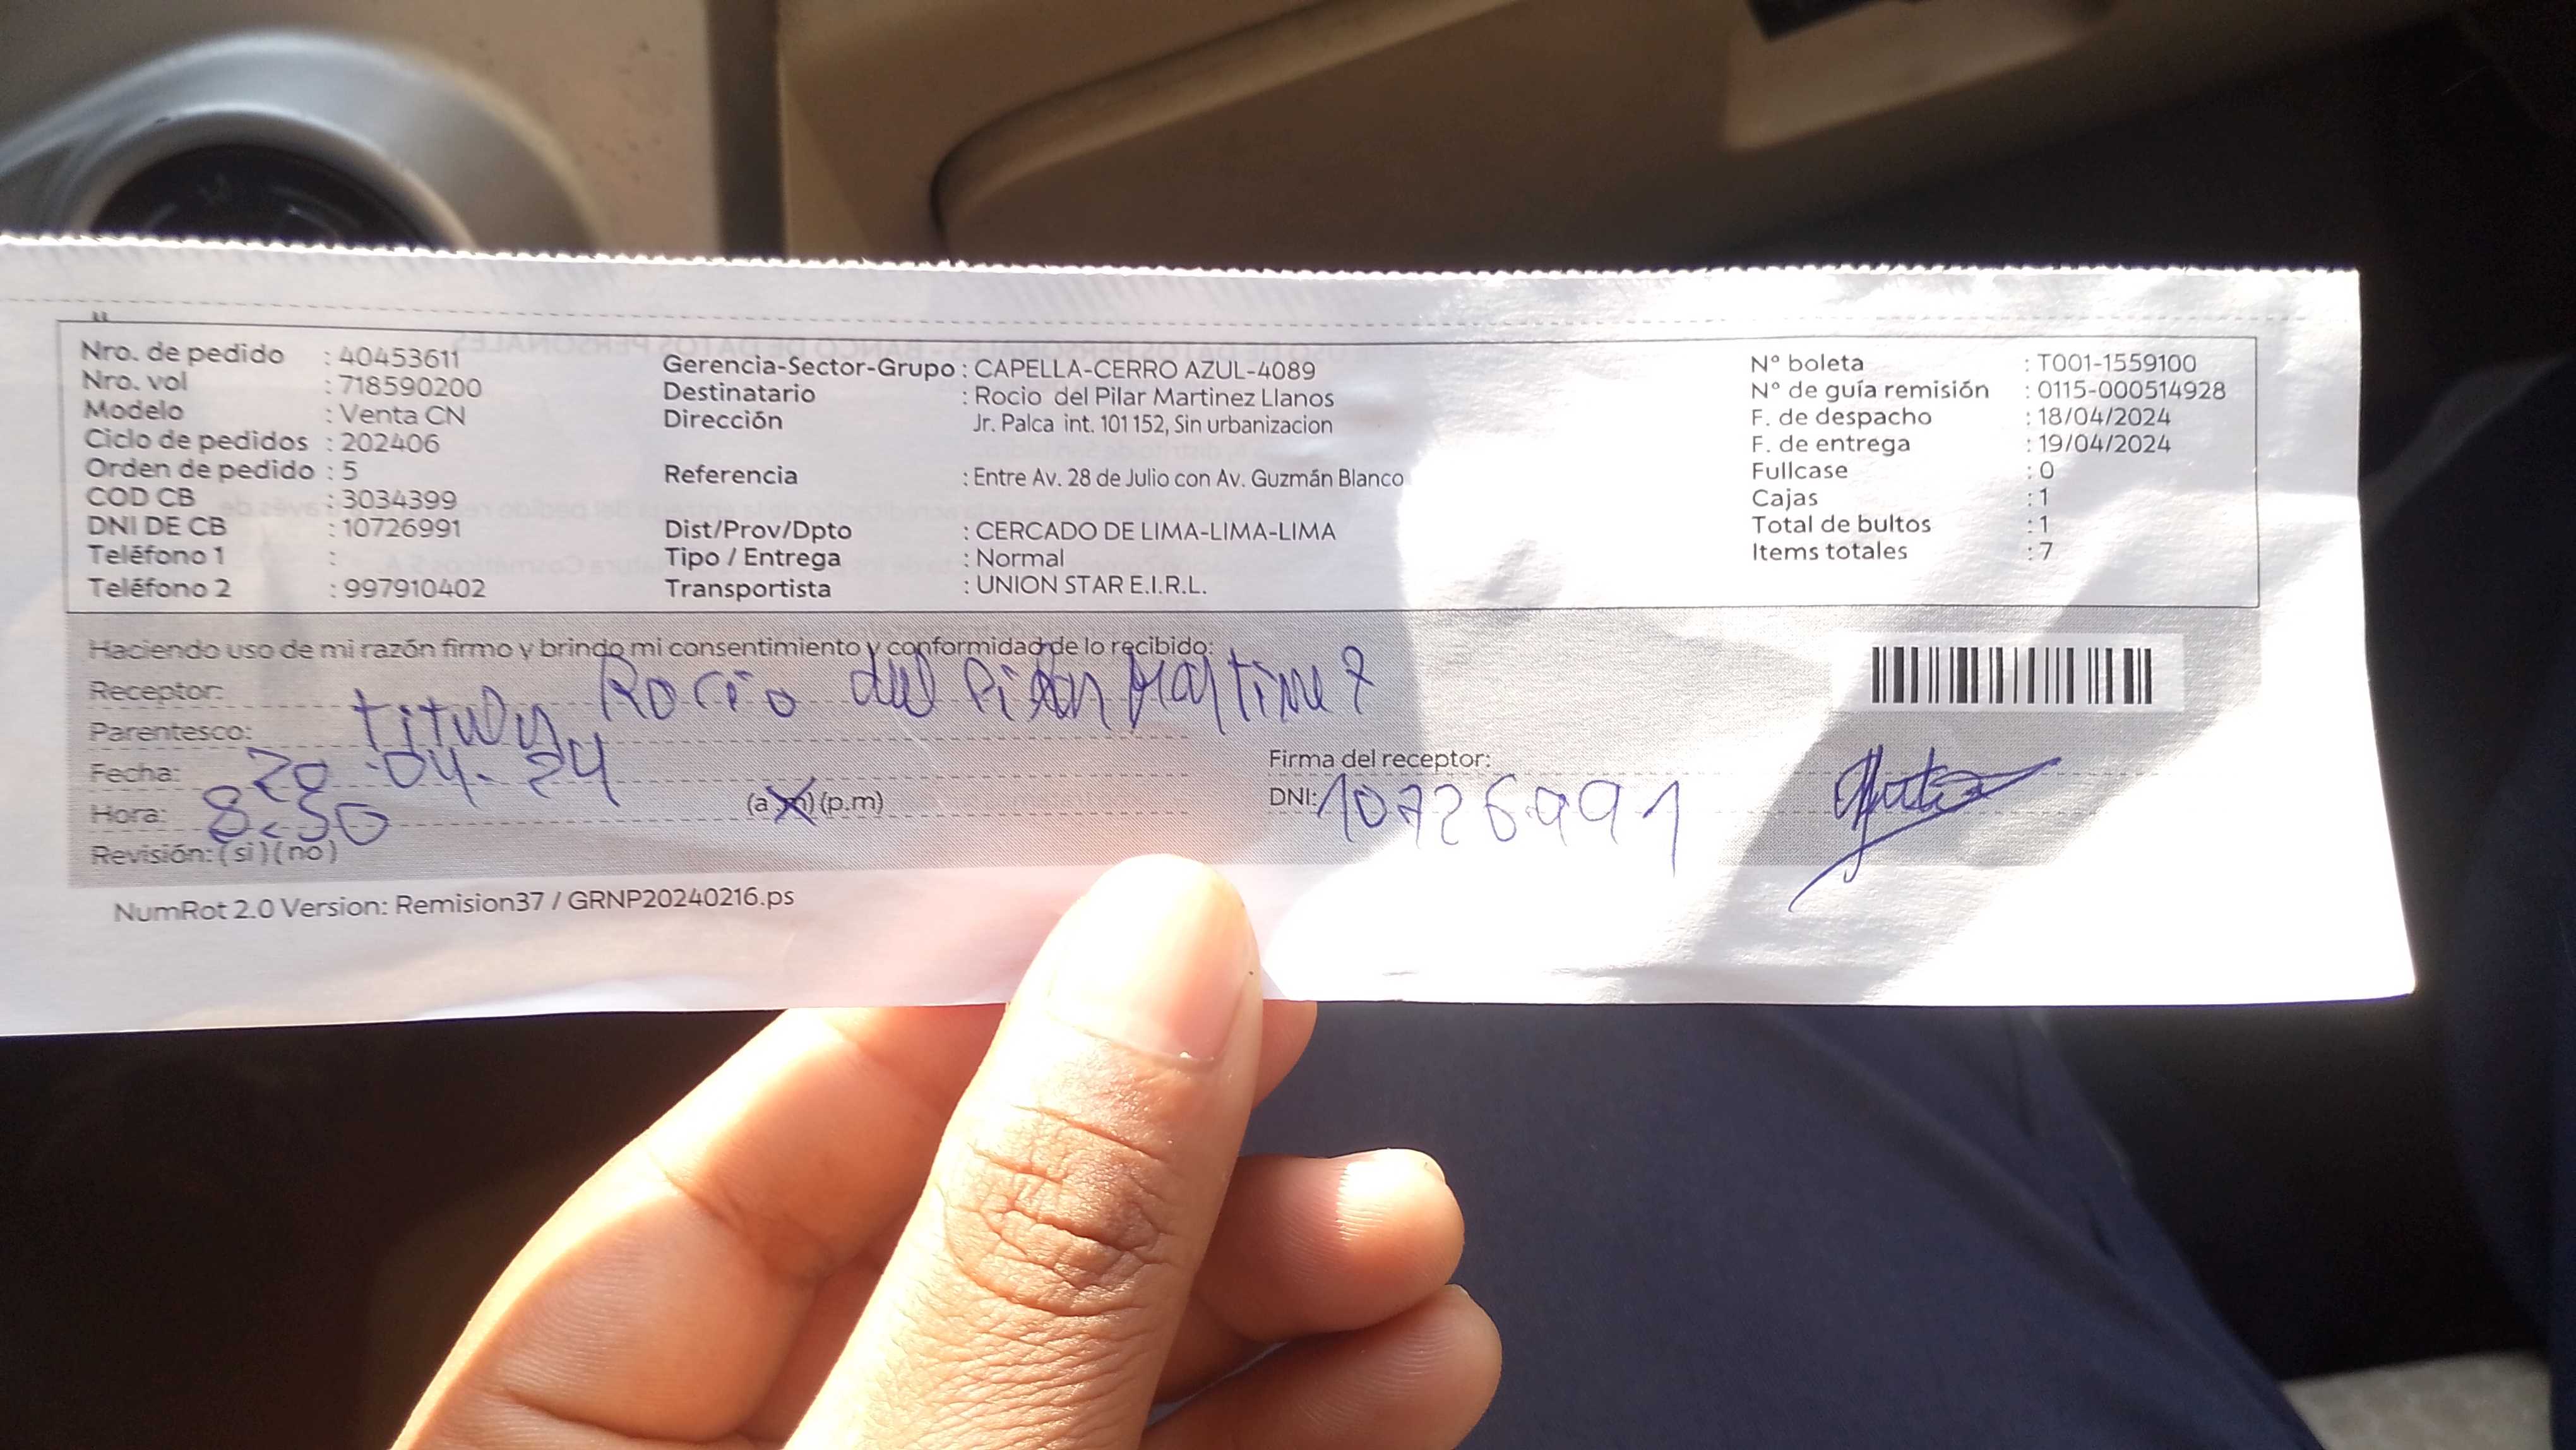 Nro. de pedido : 40453611
Nro. vol : 718590200
Modelo : Venta CN
Ciclo de pedidos : 202406
Orden de pedido : 5
COD CB : 3034399
DNI DE CB : 10726991
Teléfono 1 :
Teléfono 2 : 997910402
Gerencia-Sector-Grupo : CAPELLA-CERRO AZUL-4089
Destinatario : Rocio del Pilar Martinez Llanos
Dirección Jr. Palca int. 101 152, Sin urbanizacion
Referencia : Entre Av. 28 de Julio con Av. Guzmán Blanco
Dist/Prov/Dpto : CERCADO DE LIMA-LIMA-LIMA
Tipo / Entrega : Normal
Transportista : UNION STAR E.I.R.L.
N° boleta : T001-1559100
N° de guía remisión : 0115-000514928
F. de despacho : 18/04/2024
F. de entrega : 19/04/2024
Fullcase : 0
Cajas : 1
Total de bultos : 1
Items totales : 7
Haciendo uso de mi razón firmo y brindo mi consentimiento y conformidad de lo recibido:
Receptor: Rocio del Pilar Martinez
Parentesco: titular
Fecha: 20-04-24
Hora: 8:50 (a.m) (p.m)
Revisión: (si) (no)
Firma del receptor:
DNI: 10726991
NumRot 2.0 Version: Remision37 / GRNP20240216.ps